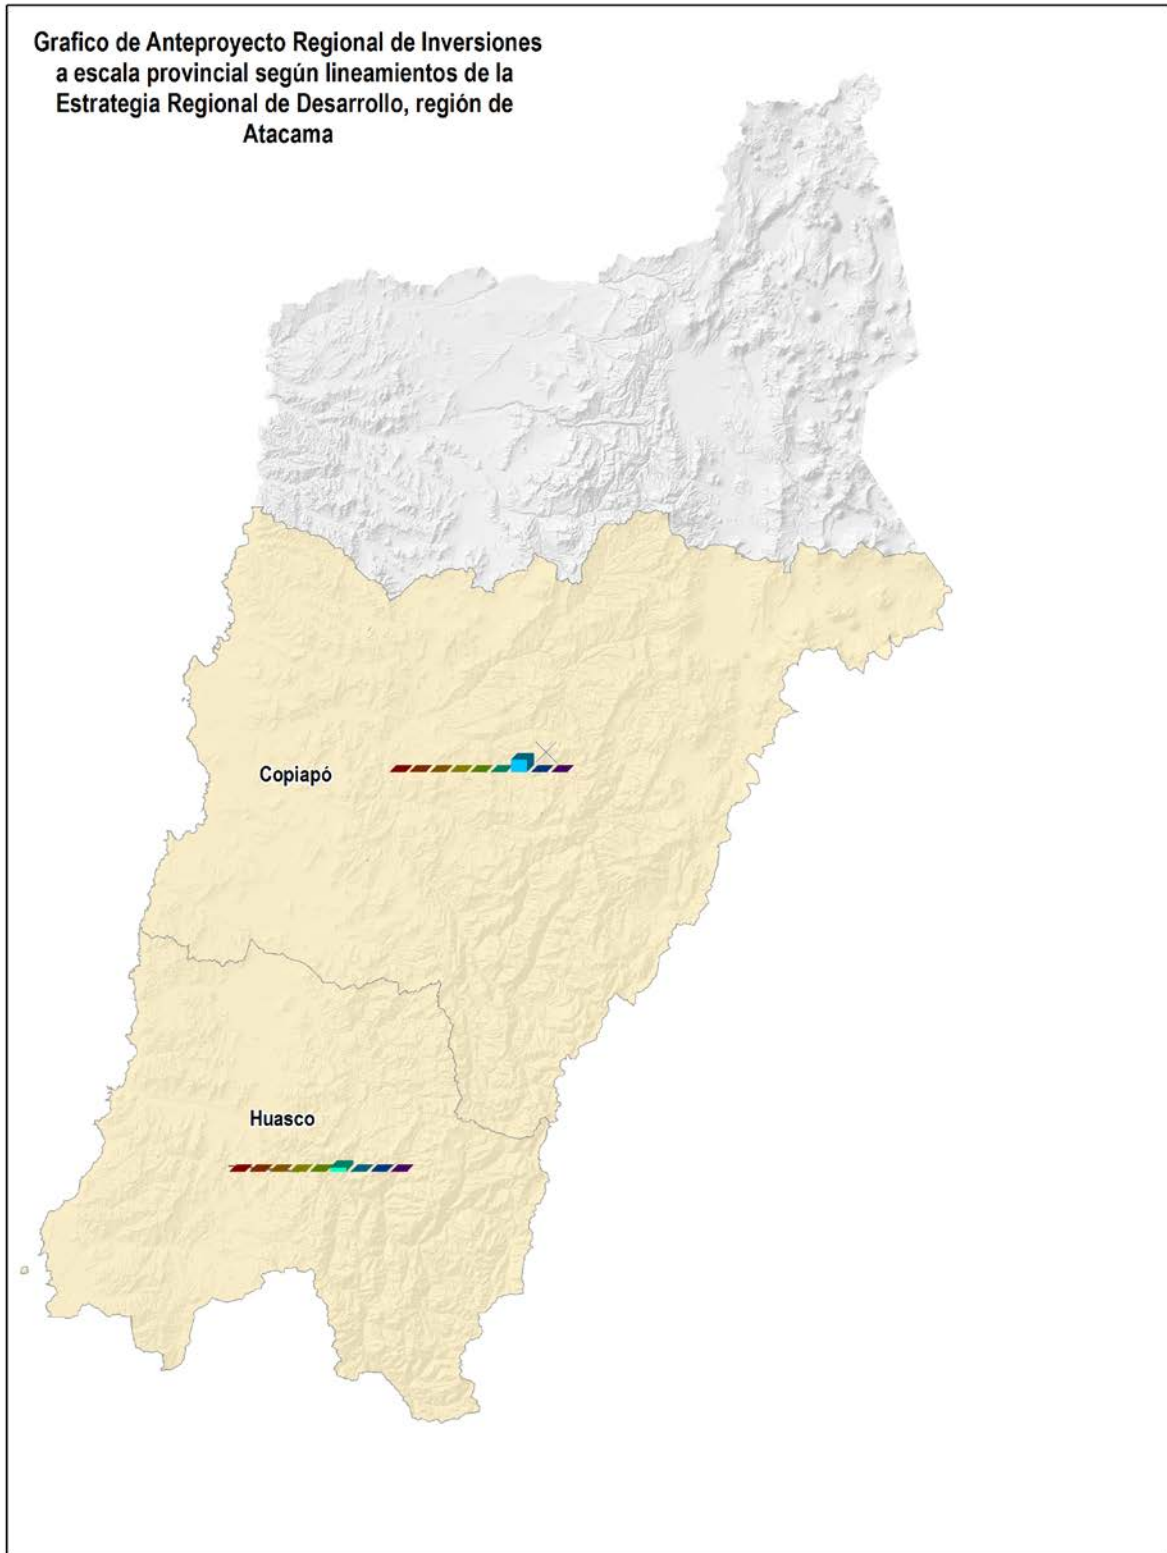 Grafico de Anteproyecto Regional de Inversiones
a escala provincial según lineamientos de la
Estrategia Regional de Desarrollo, región de
Atacama
Copiapó
Huasco